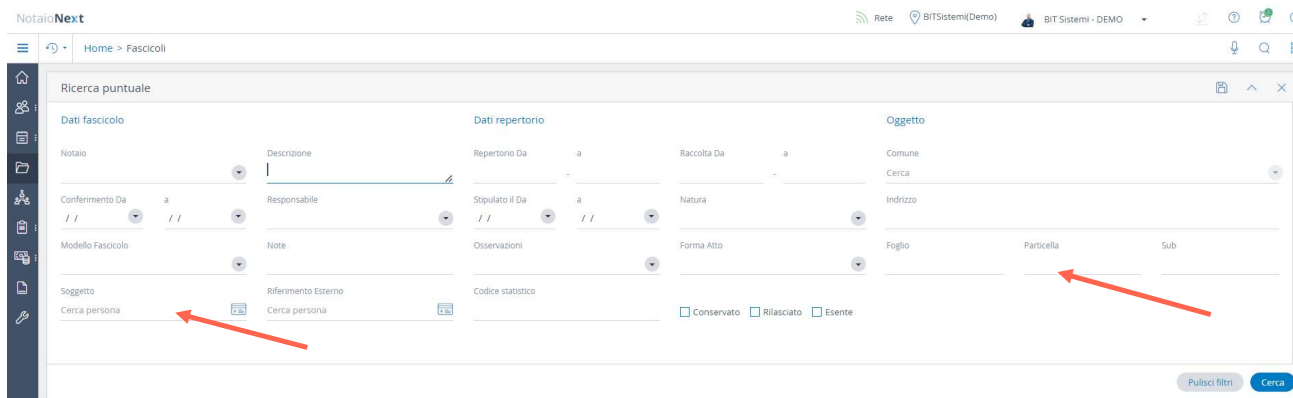 NotaioNext Rete BITSistemi(Demo) BIT Sistemi - DEMO
Home > Fascicoli
Ricerca puntuale
Dati fascicolo Dati repertorio Oggetto
Notaio Descrizione Repertorio Da a Raccolta Da a Comune
- - Cerca
Conferimento Da a Responsabile Stipulato il Da a Natura Indrizzo
/ / / / / / / /
Modello Fascicolo Note Osservazioni Forma Atto Foglio Particella Sub
Soggetto Riferimento Esterno Codice statistico
Cerca persona Cerca persona Conservato Rilasciato Esente
Pulisci filtri Cerca